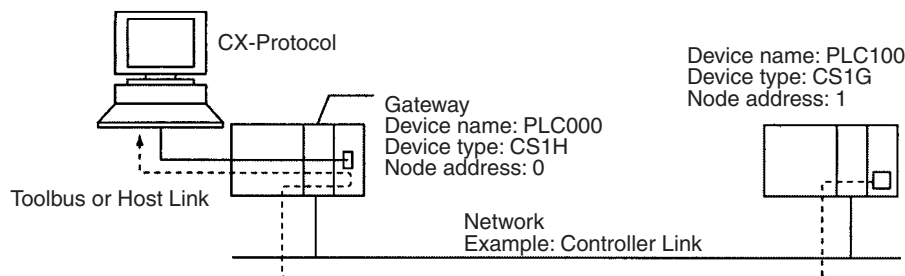 CX-Protocol
Device name: PLC100
Device type: CS1G
Node address: 1
Gateway
Device name: PLC000
Device type: CS1H
Node address: 0
Toolbus or Host Link
Network
Example: Controller Link